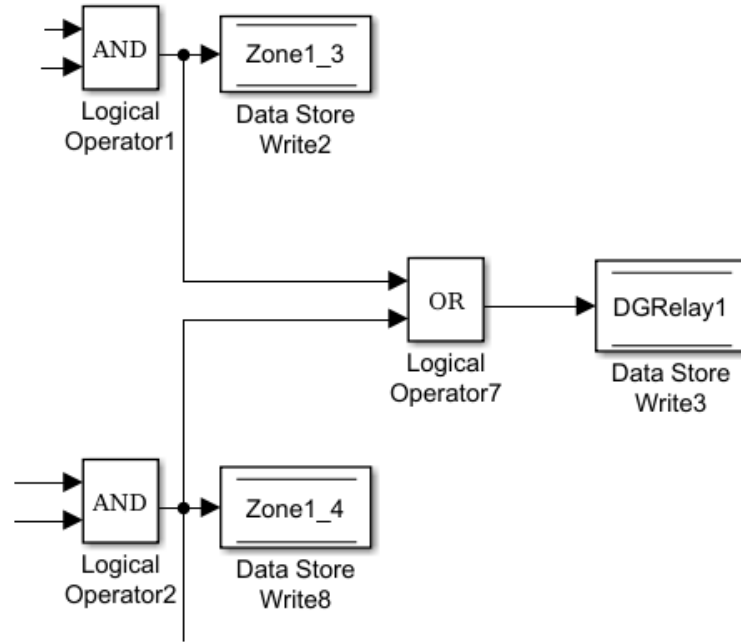 AND
Zone1_3
Logical
Operator1
Data Store
Write2
OR
DGRelay1
Logical
Operator7
Data Store
Write3
AND
Zone1_4
Logical
Operator2
Data Store
Write8